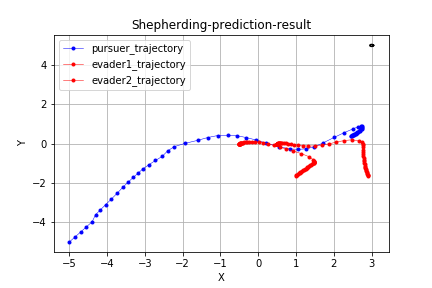 Shepherding-prediction-result
pursuer_trajectory
evader1_trajectory
evader2_trajectory
Y
4
2
0
−2
−4
−5
−4
−3
−2
−1
0
1
2
3
X